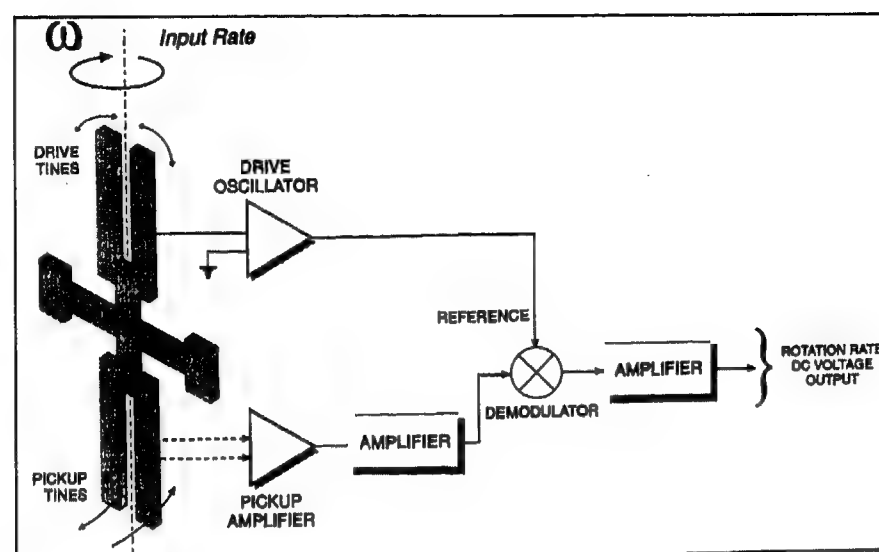 ω Input Rate
DRIVE
TINES
DRIVE
OSCILLATOR
REFERENCE
AMPLIFIER
ROTATION RATE
DC VOLTAGE
OUTPUT
DEMODULATOR
AMPLIFIER
PICKUP
TINES
PICKUP
AMPLIFIER